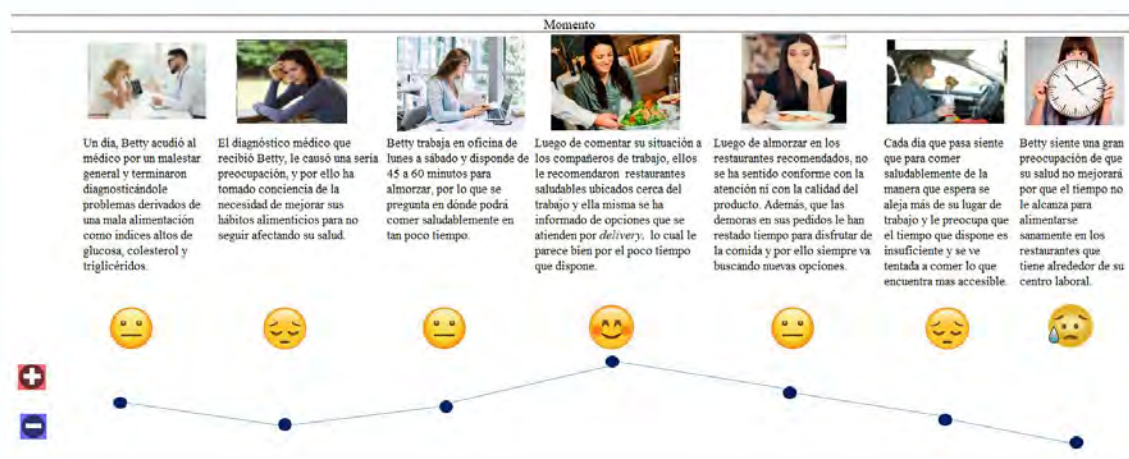 Momento
Un día, Betty acudió al
médico por un malestar
general y terminaron
diagnosticándole
problemas derivados de
una mala alimentación
como índices altos de
glucosa, colesterol y
triglicéridos.
El diagnóstico médico que
recibió Betty, le causó una seria
preocupación, y por ello ha
tomado conciencia de la
necesidad de mejorar sus
hábitos alimenticios para no
seguir afectando su salud.
Betty trabaja en oficina de
lunes a sábado y dispone de
45 a 60 minutos para
almorzar, por lo que se
pregunta en dónde podrá
comer saludablemente en
tan poco tiempo.
Luego de comentar su situación a
los compañeros de trabajo, ellos
le recomendaron restaurantes
saludables ubicados cerca del
trabajo y ella misma se ha
informado de opciones que se
atienden por delivery, lo cual le
parece bien por el poco tiempo
que dispone.
Luego de almorzar en los
restaurantes recomendados, no
se ha sentido conforme con la
atención ni con la calidad del
producto. Además, que las
demoras en sus pedidos le han
restado tiempo para disfrutar de
la comida y por ello siempre va
buscando nuevas opciones.
Cada día que pasa siente
que para comer
saludablemente de la
manera que espera se
aleja más de su lugar de
trabajo y le preocupa que
el tiempo que dispone es
insuficiente y se ve
tentada a comer lo que
encuentra mas accesible.
Betty siente una gran
preocupación de que
su salud no mejorará
por que el tiempo no
le alcanza para
alimentarse
sanamente en los
restaurantes que
tiene alrededor de su
centro laboral.